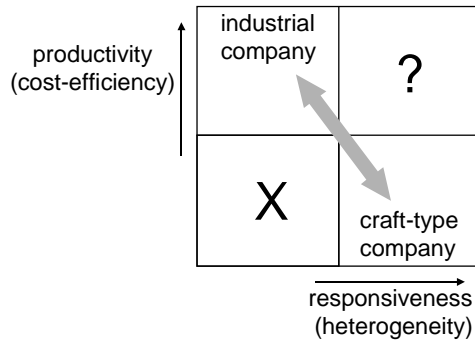 productivity
(cost-efficiency)
industrial
company
?
X
craft-type
company
responsiveness
(heterogeneity)